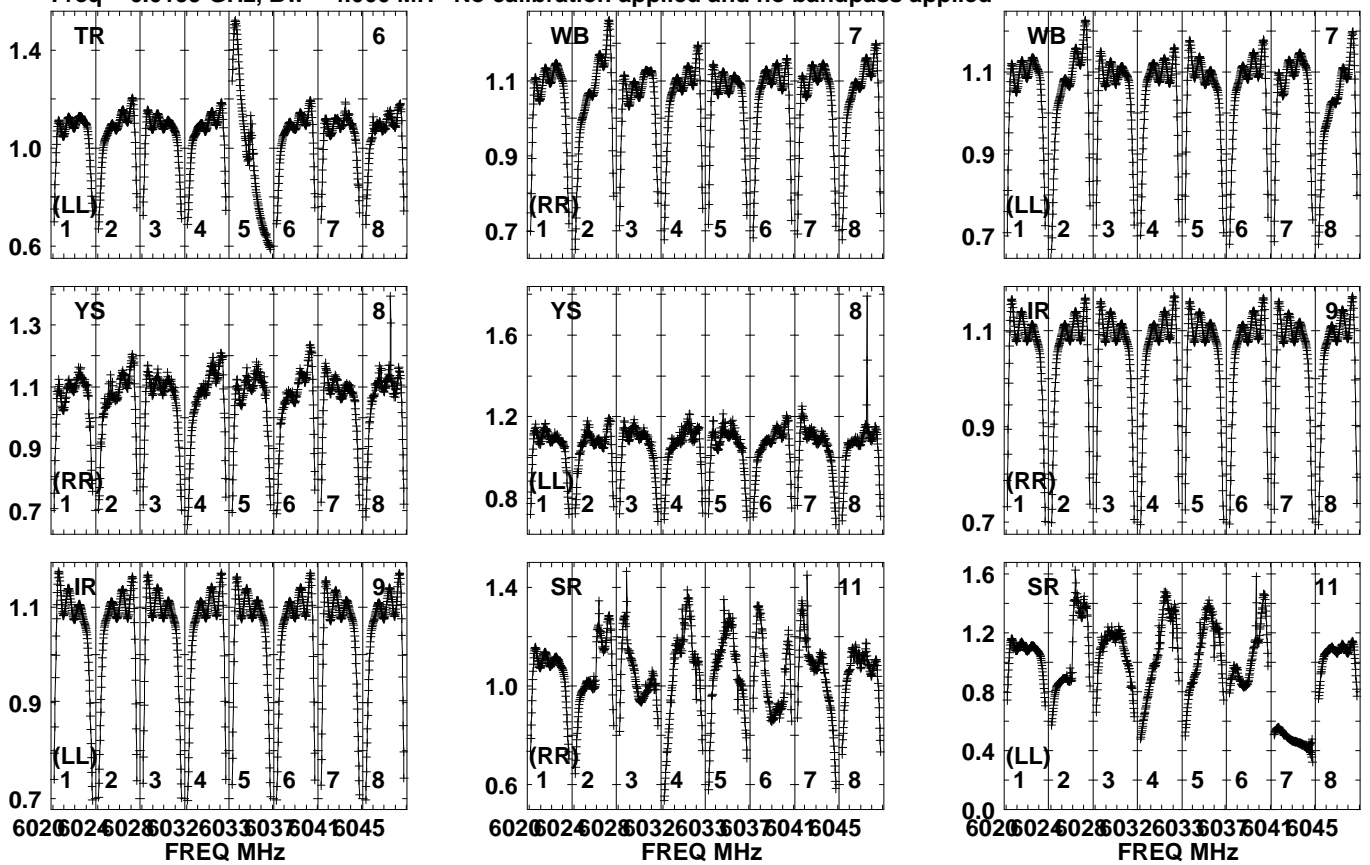 Freq GHz, No calibration applied and no bandpass applied
TR 6
1.4
1.0
0.6
(LL)
1 2 3 4 5 6 7 8
WB 7
1.1
0.9
0.7
(RR)
1 2 3 4 5 6 7 8
WB 7
1.1
0.9
0.7
(LL)
1 2 3 4 5 6 7 8
YS 8
1.3
1.1
0.9
0.7
(RR)
1 2 3 4 5 6 7 8
YS 8
1.6
1.2
0.8
(LL)
1 2 3 4 5 6 7 8
IR 9
1.1
0.9
0.7
(RR)
1 2 3 4 5 6 7 8
IR 9
1.1
0.9
0.7
(LL)
1 2 3 4 5 6 7 8
6020 6024 6028 6032 6033 6037 6041 6045
FREQ MHz
SR 11
1.4
1.0
0.6
(RR)
1 2 3 4 5 6 7 8
6020 6024 6028 6032 6033 6037 6041 6045
FREQ MHz
SR 11
1.6
1.2
0.8
0.4
0.0
(LL)
1 2 3 4 5 6 7 8
6020 6024 6028 6032 6033 6037 6041 6045
FREQ MHz